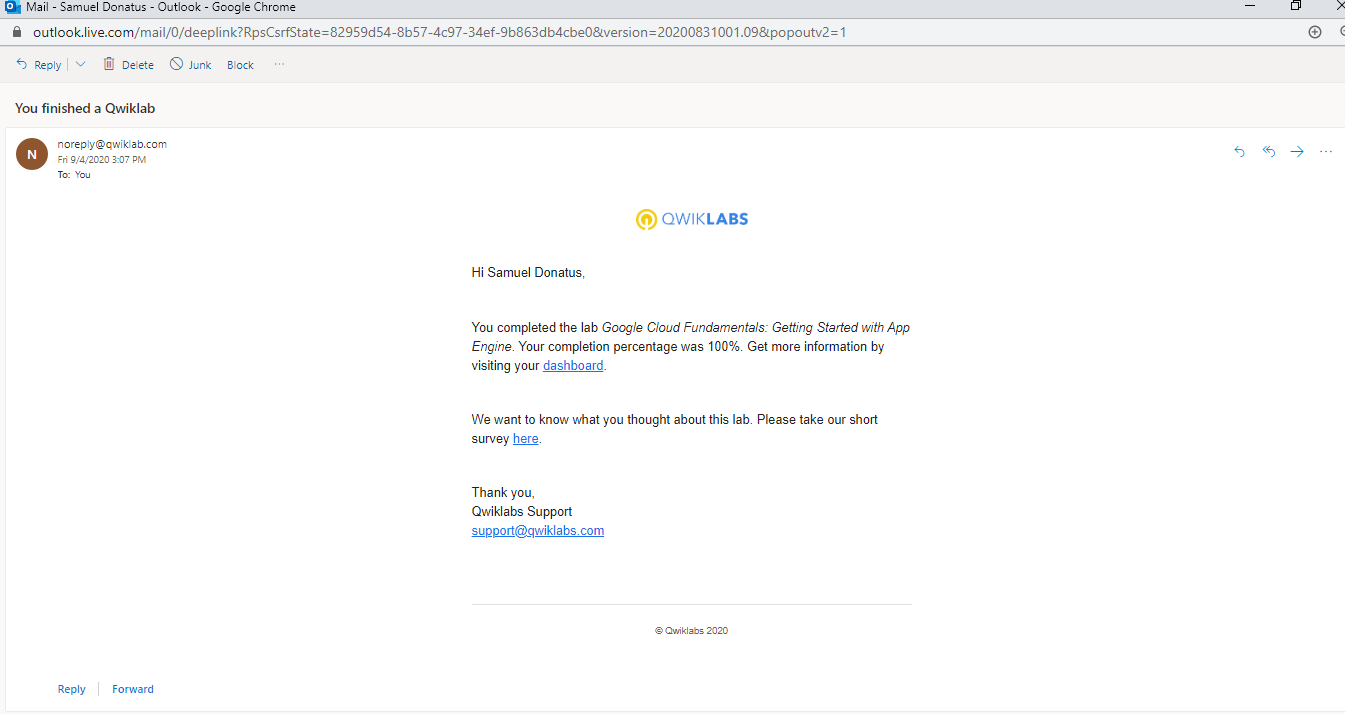 Mail - Samuel Donatus - Outlook - Google Chrome
outlook.live.com/mail/0/deeplink?RpsCsrfState=82959d54-8b57-4c97-34ef-9b863db4cbe0&version=20200831001.09&popoutv2=1
Reply Delete Junk Block ...
You finished a Qwiklab
N
noreply@qwiklab.com
Fri 9/4/2020 3:07 PM
To: You
QWIKLABS
Hi Samuel Donatus,
You completed the lab Google Cloud Fundamentals: Getting Started with App
Engine. Your completion percentage was 100%. Get more information by
visiting your dashboard.
We want to know what you thought about this lab. Please take our short
survey here.
Thank you,
Qwiklabs Support
support@qwiklabs.com
© Qwiklabs 2020
Reply Forward